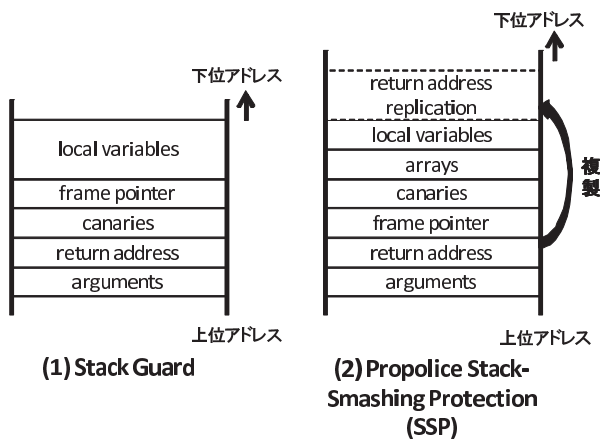 下位アドレス
local variables
frame pointer
canaries
return address
arguments
上位アドレス
(1) Stack Guard
下位アドレス
return address
replication
local variables
arrays
canaries
frame pointer
return address
arguments
複製
上位アドレス
(2) Propolice Stack-
Smashing Protection
(SSP)